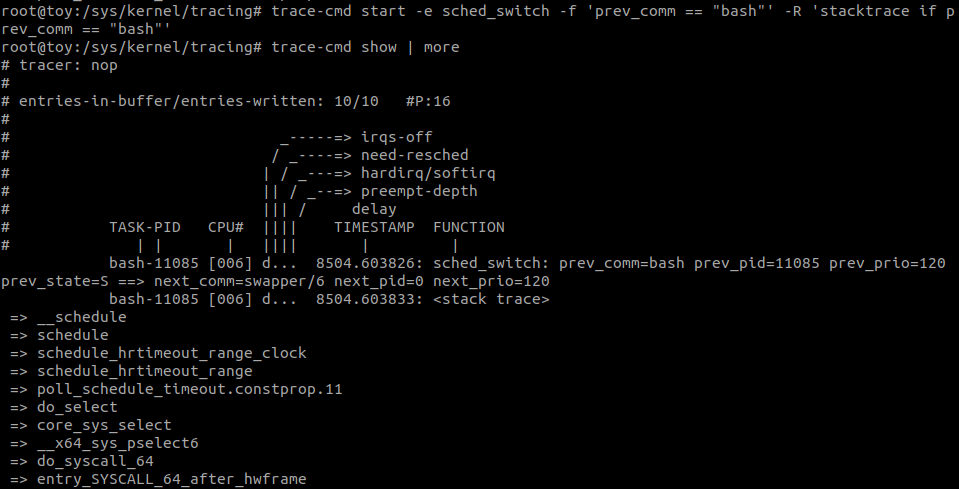 root@toy:/sys/kernel/tracing# trace-cmd start -e sched_switch -f 'prev_comm == "bash"' -R 'stacktrace if p
rev_comm == "bash"'
root@toy:/sys/kernel/tracing# trace-cmd show | more
# tracer: nop
#
# entries-in-buffer/entries-written: 10/10   #P:16
#
#                              _-----=> irqs-off
#                             / _----=> need-resched
#                            | / _---=> hardirq/softirq
#                            || / _--=> preempt-depth
#                            ||| /     delay
#           TASK-PID   CPU#  ||||    TIMESTAMP  FUNCTION
#              | |       |   ||||       |         |
            bash-11085 [006] d...  8504.603826: sched_switch: prev_comm=bash prev_pid=11085 prev_prio=120
prev_state=S ==> next_comm=swapper/6 next_pid=0 next_prio=120
            bash-11085 [006] d...  8504.603833: <stack trace>
 => __schedule
 => schedule
 => schedule_hrtimeout_range_clock
 => schedule_hrtimeout_range
 => poll_schedule_timeout.constprop.11
 => do_select
 => core_sys_select
 => __x64_sys_pselect6
 => do_syscall_64
 => entry_SYSCALL_64_after_hwframe